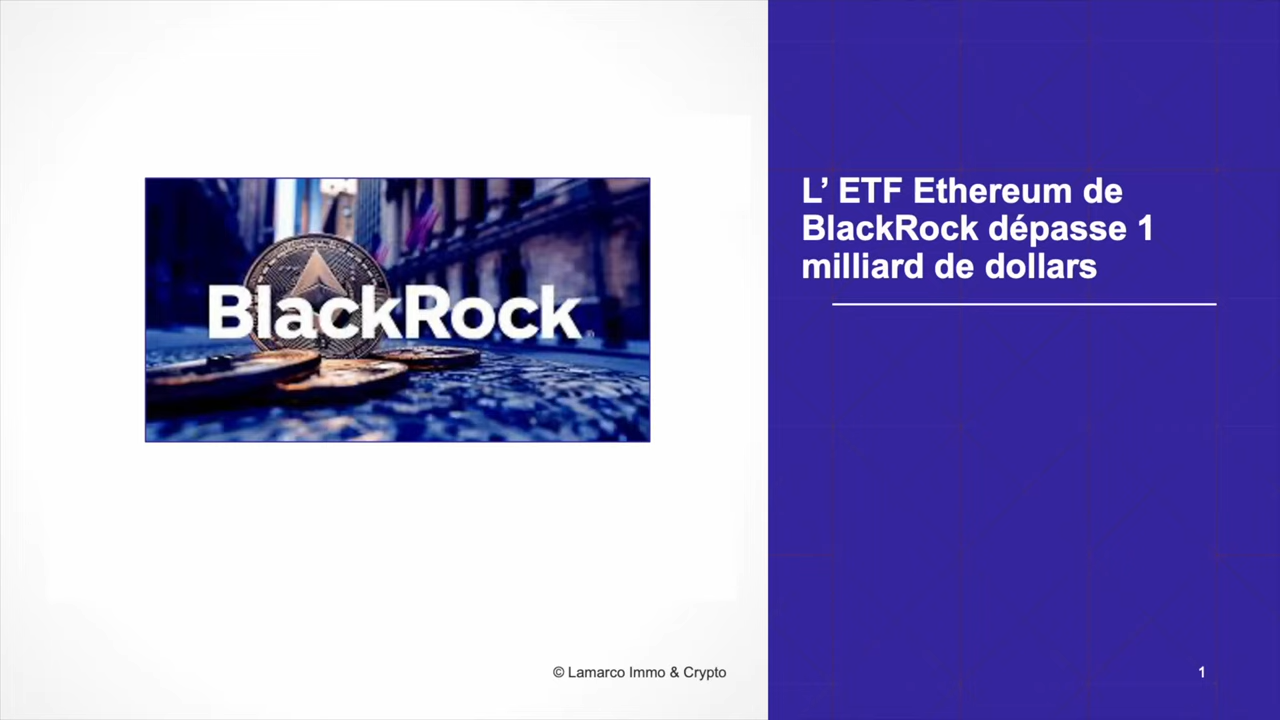 BlackRock
L’ ETF Ethereum de
BlackRock dépasse 1
milliard de dollars
© Lamarco Immo & Crypto
1